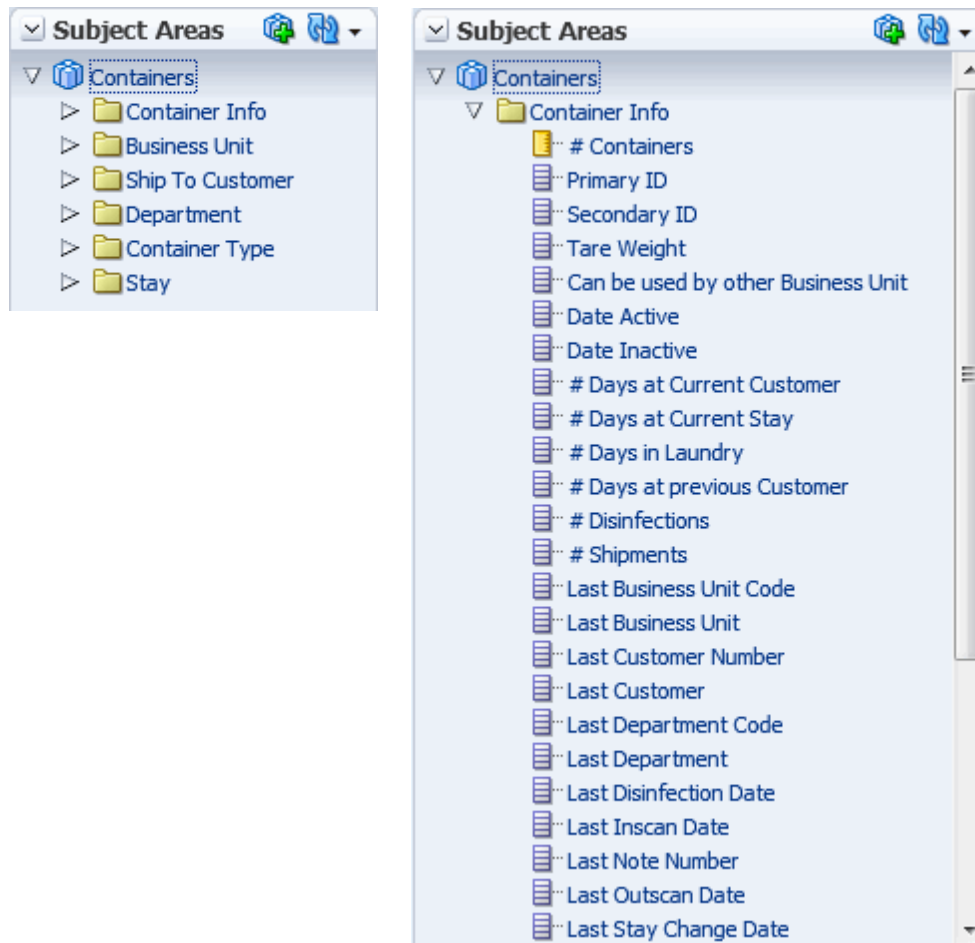 Subject Areas
Containers
Container Info
Business Unit
Ship To Customer
Department
Container Type
Stay
Subject Areas
Containers
Container Info
# Containers
Primary ID
Secondary ID
Tare Weight
Can be used by other Business Unit
Date Active
Date Inactive
# Days at Current Customer
# Days at Current Stay
# Days in Laundry
# Days at previous Customer
# Disinfections
# Shipments
Last Business Unit Code
Last Business Unit
Last Customer Number
Last Customer
Last Department Code
Last Department
Last Disinfection Date
Last Inscan Date
Last Note Number
Last Outscan Date
Last Stay Change Date